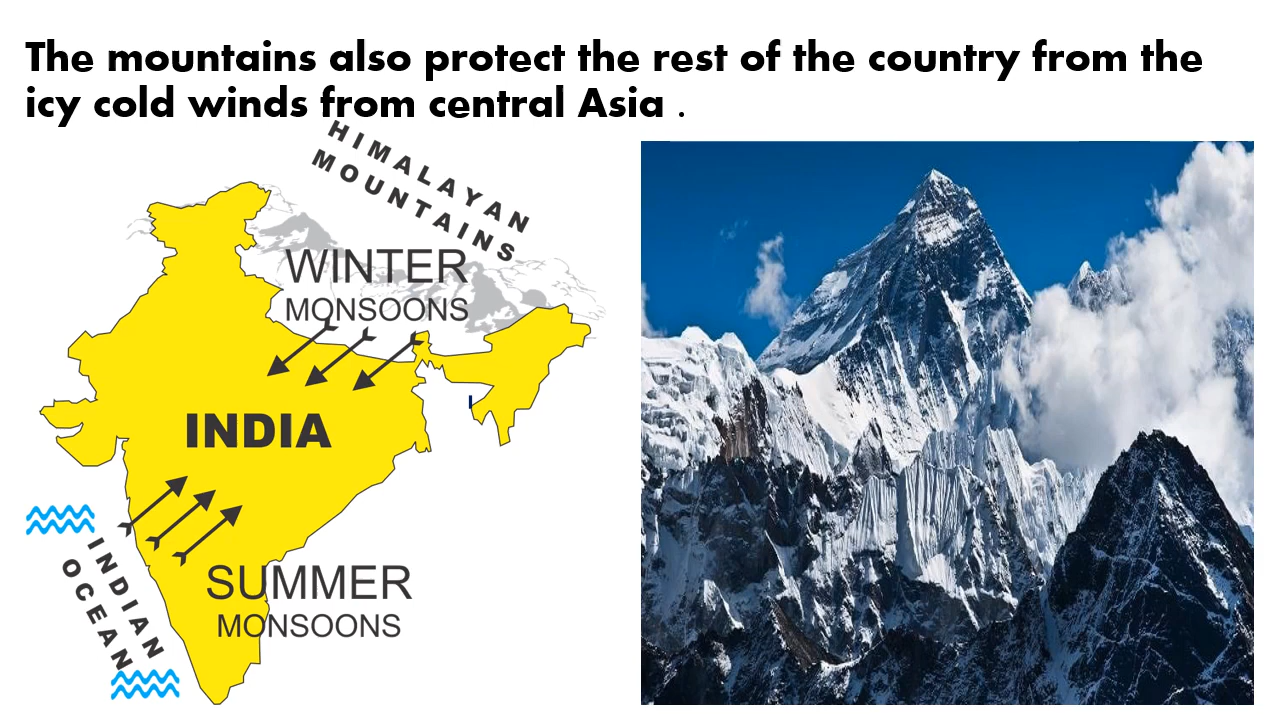 The mountains also protect the rest of the country from the
icy cold winds from central Asia .
HIMALAYAN
MOUNTAINS
WINTER
MONSOONS
INDIA
INDIAN
OCEAN
SUMMER
MONSOONS